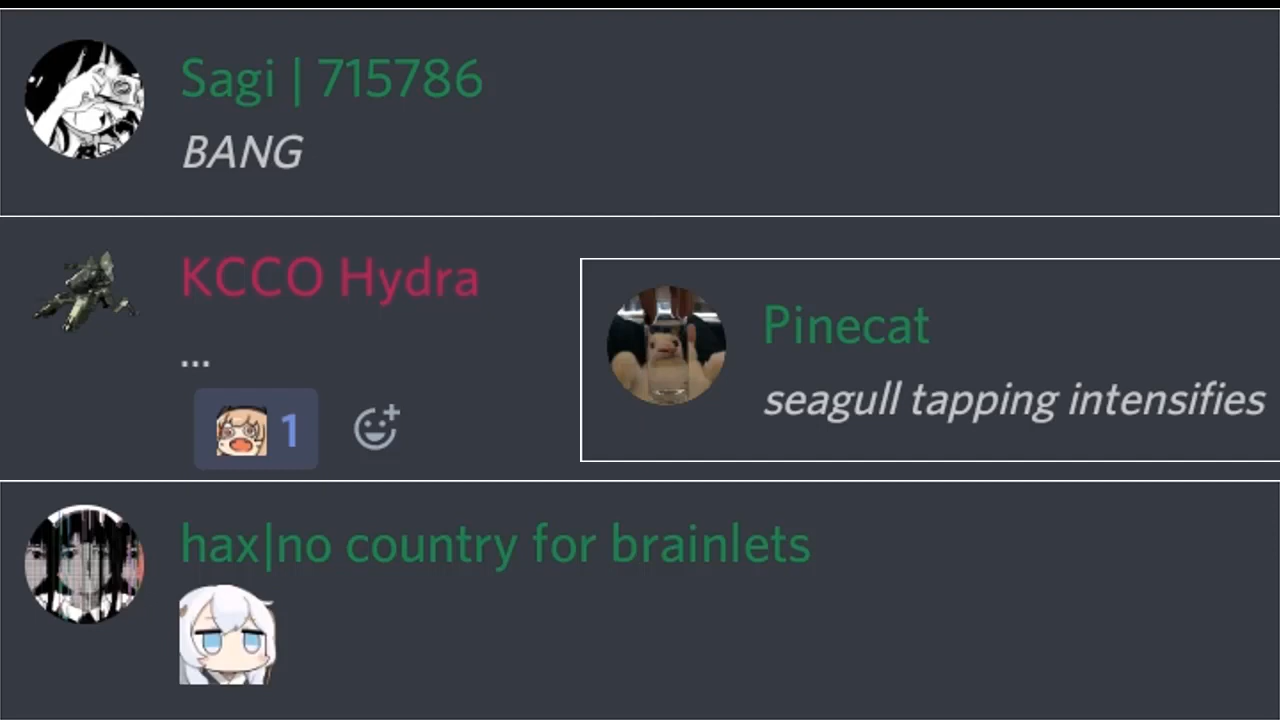 Sagi | 715786
BANG
KCCO Hydra
...
1
Pinecat
seagull tapping intensifies
hax|no country for brainlets